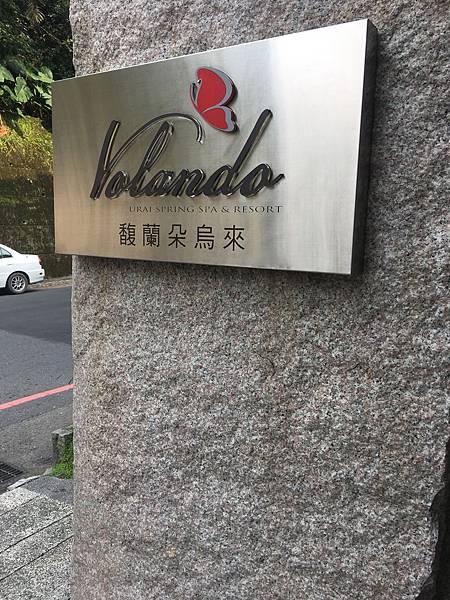 Volando
URAI SPRING SPA & RESORT
馥蘭朵烏來